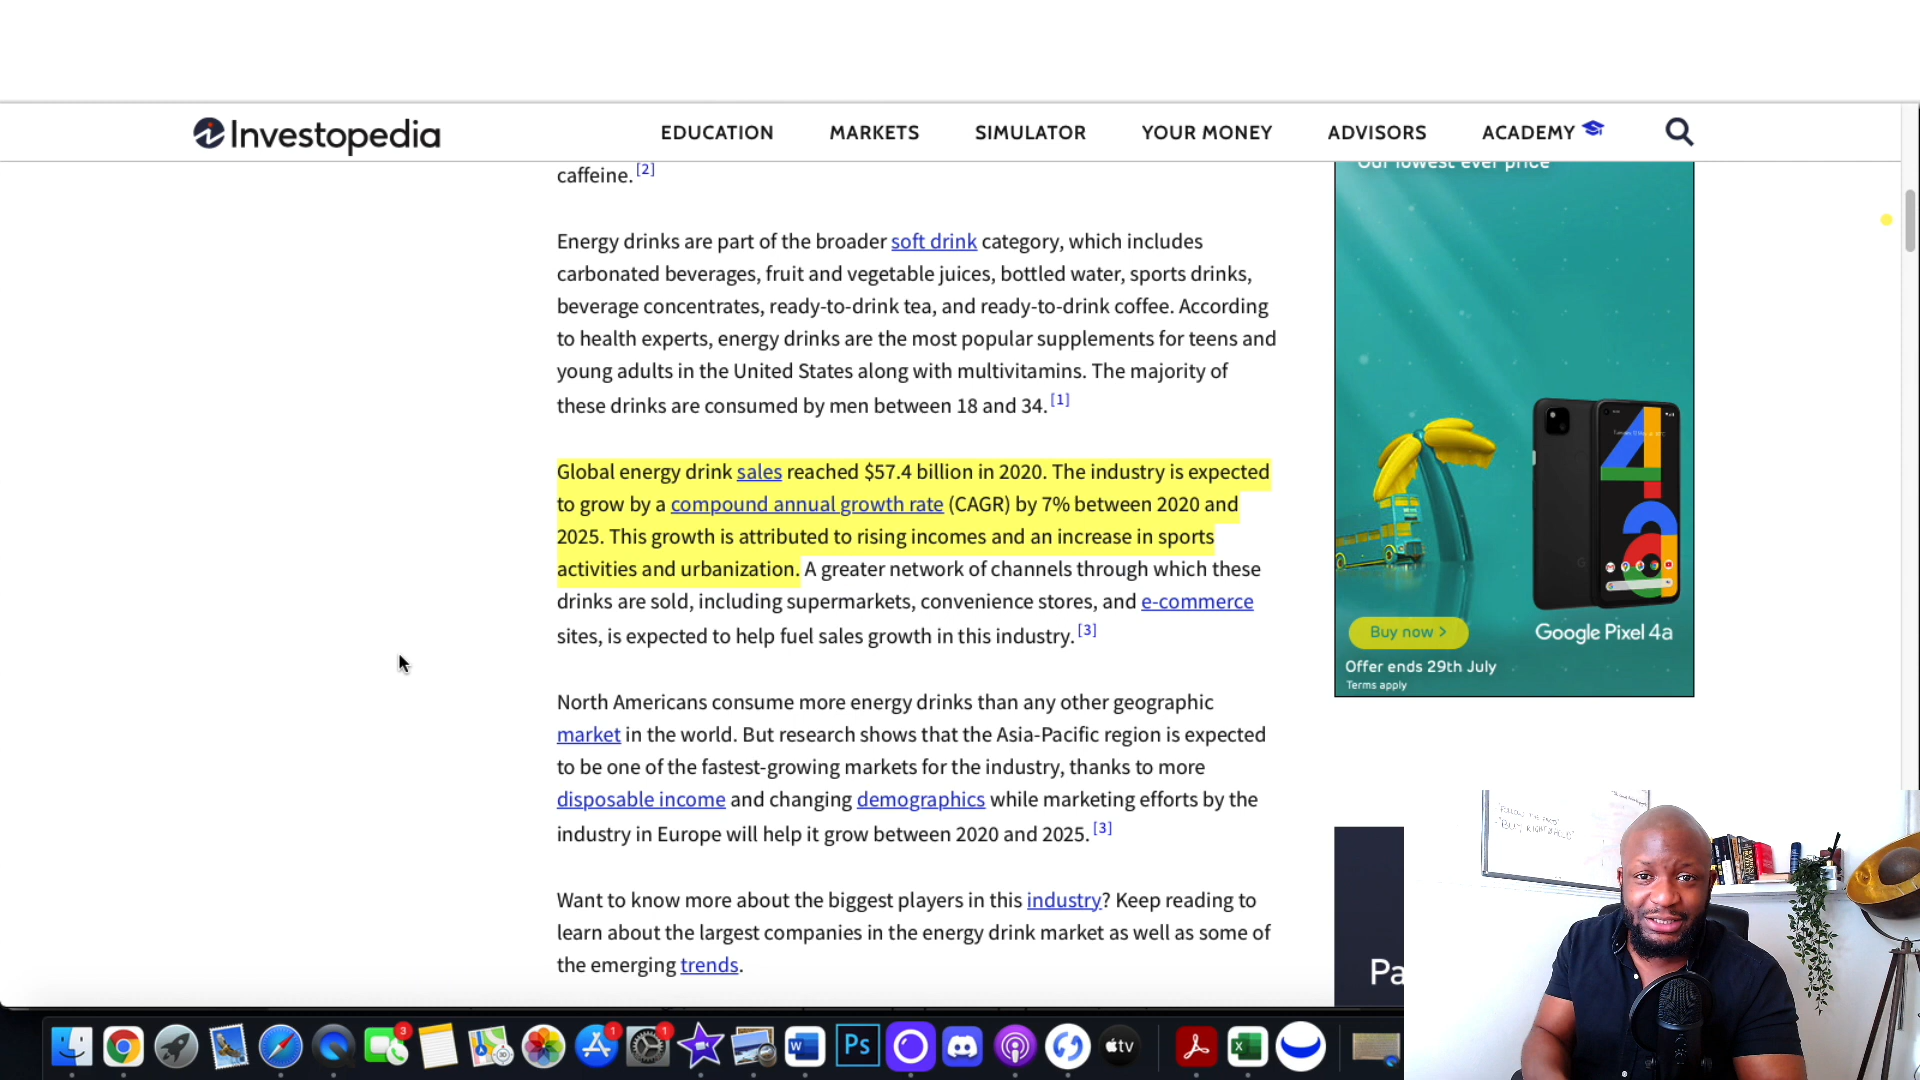 Investopedia
EDUCATION MARKETS SIMULATOR YOUR MONEY ADVISORS ACADEMY
Our lowest ever price
caffeine. [2]
Energy drinks are part of the broader soft drink category, which includes
carbonated beverages, fruit and vegetable juices, bottled water, sports drinks,
beverage concentrates, ready-to-drink tea, and ready-to-drink coffee. According
to health experts, energy drinks are the most popular supplements for teens and
young adults in the United States along with multivitamins. The majority of
these drinks are consumed by men between 18 and 34. [1]
Global energy drink sales reached $57.4 billion in 2020. The industry is expected
to grow by a compound annual growth rate (CAGR) by 7% between 2020 and
2025. This growth is attributed to rising incomes and an increase in sports
activities and urbanization. A greater network of channels through which these
drinks are sold, including supermarkets, convenience stores, and e-commerce
sites, is expected to help fuel sales growth in this industry. [3]
North Americans consume more energy drinks than any other geographic
market in the world. But research shows that the Asia-Pacific region is expected
to be one of the fastest-growing markets for the industry, thanks to more
disposable income and changing demographics while marketing efforts by the
industry in Europe will help it grow between 2020 and 2025. [3]
Want to know more about the biggest players in this industry? Keep reading to
learn about the largest companies in the energy drink market as well as some of
the emerging trends.
Buy now >
Google Pixel 4a
Offer ends 29th July
Terms apply
Pa
3
30
1
1
W
Ps
tv
X